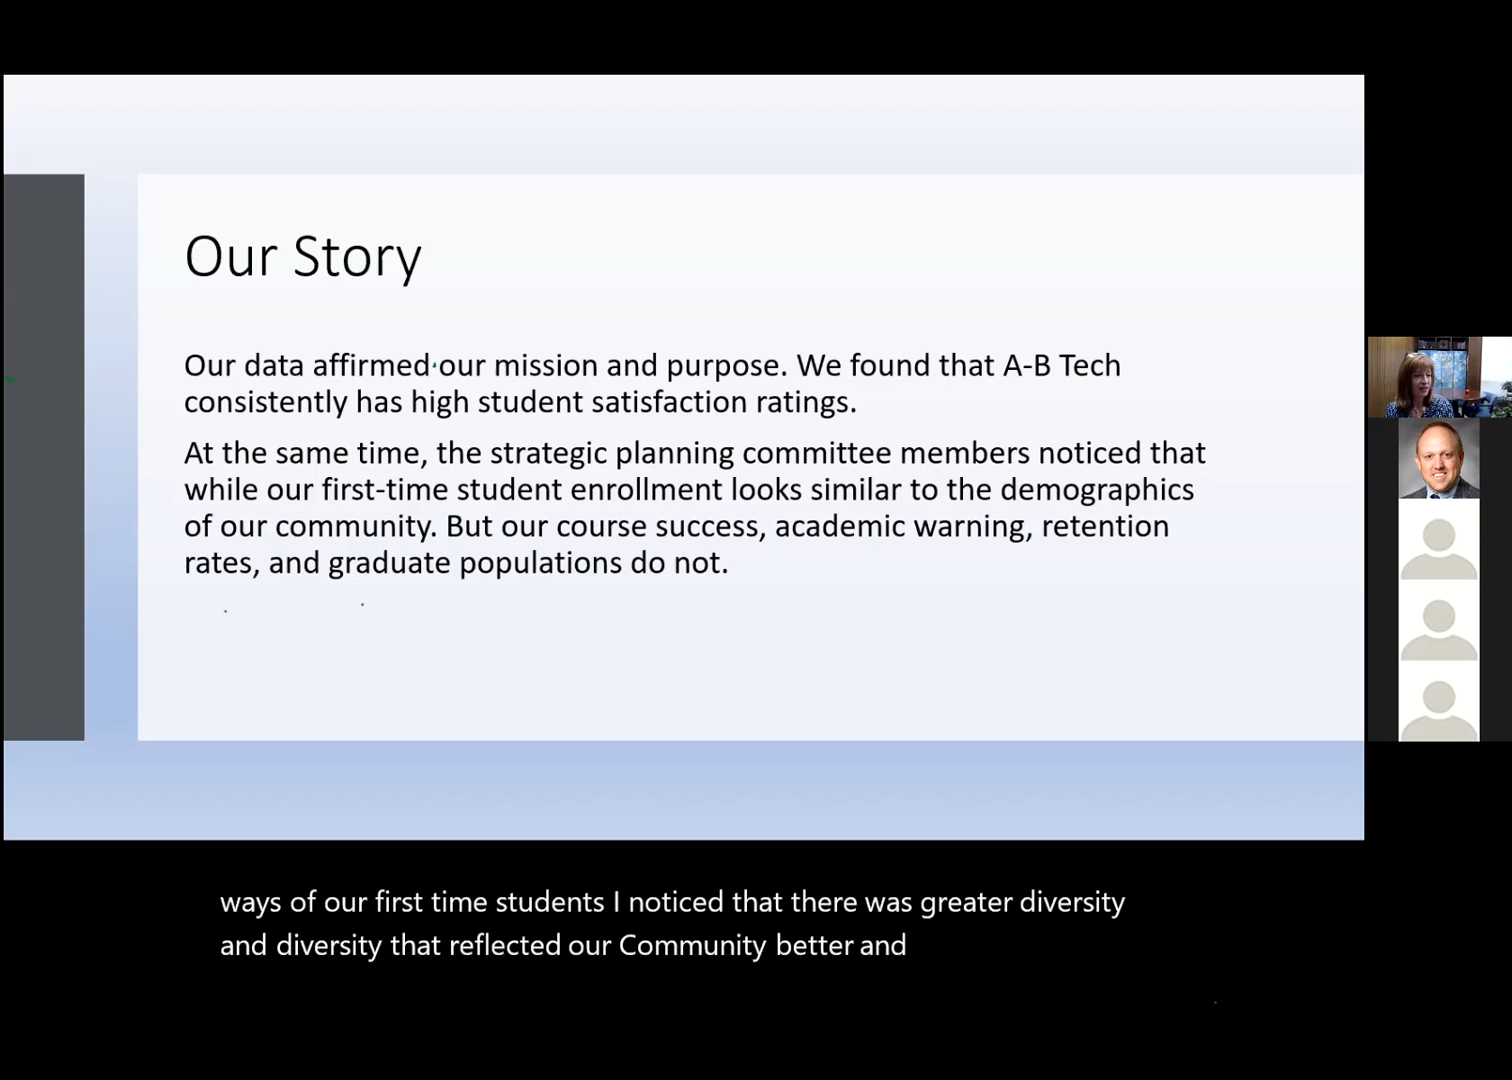 Our Story
Our data affirmed our mission and purpose. We found that A-B Tech
consistently has high student satisfaction ratings.
At the same time, the strategic planning committee members noticed that
while our first-time student enrollment looks similar to the demographics
of our community. But our course success, academic warning, retention
rates, and graduate populations do not.
ways of our first time students I noticed that there was greater diversity
and diversity that reflected our Community better and